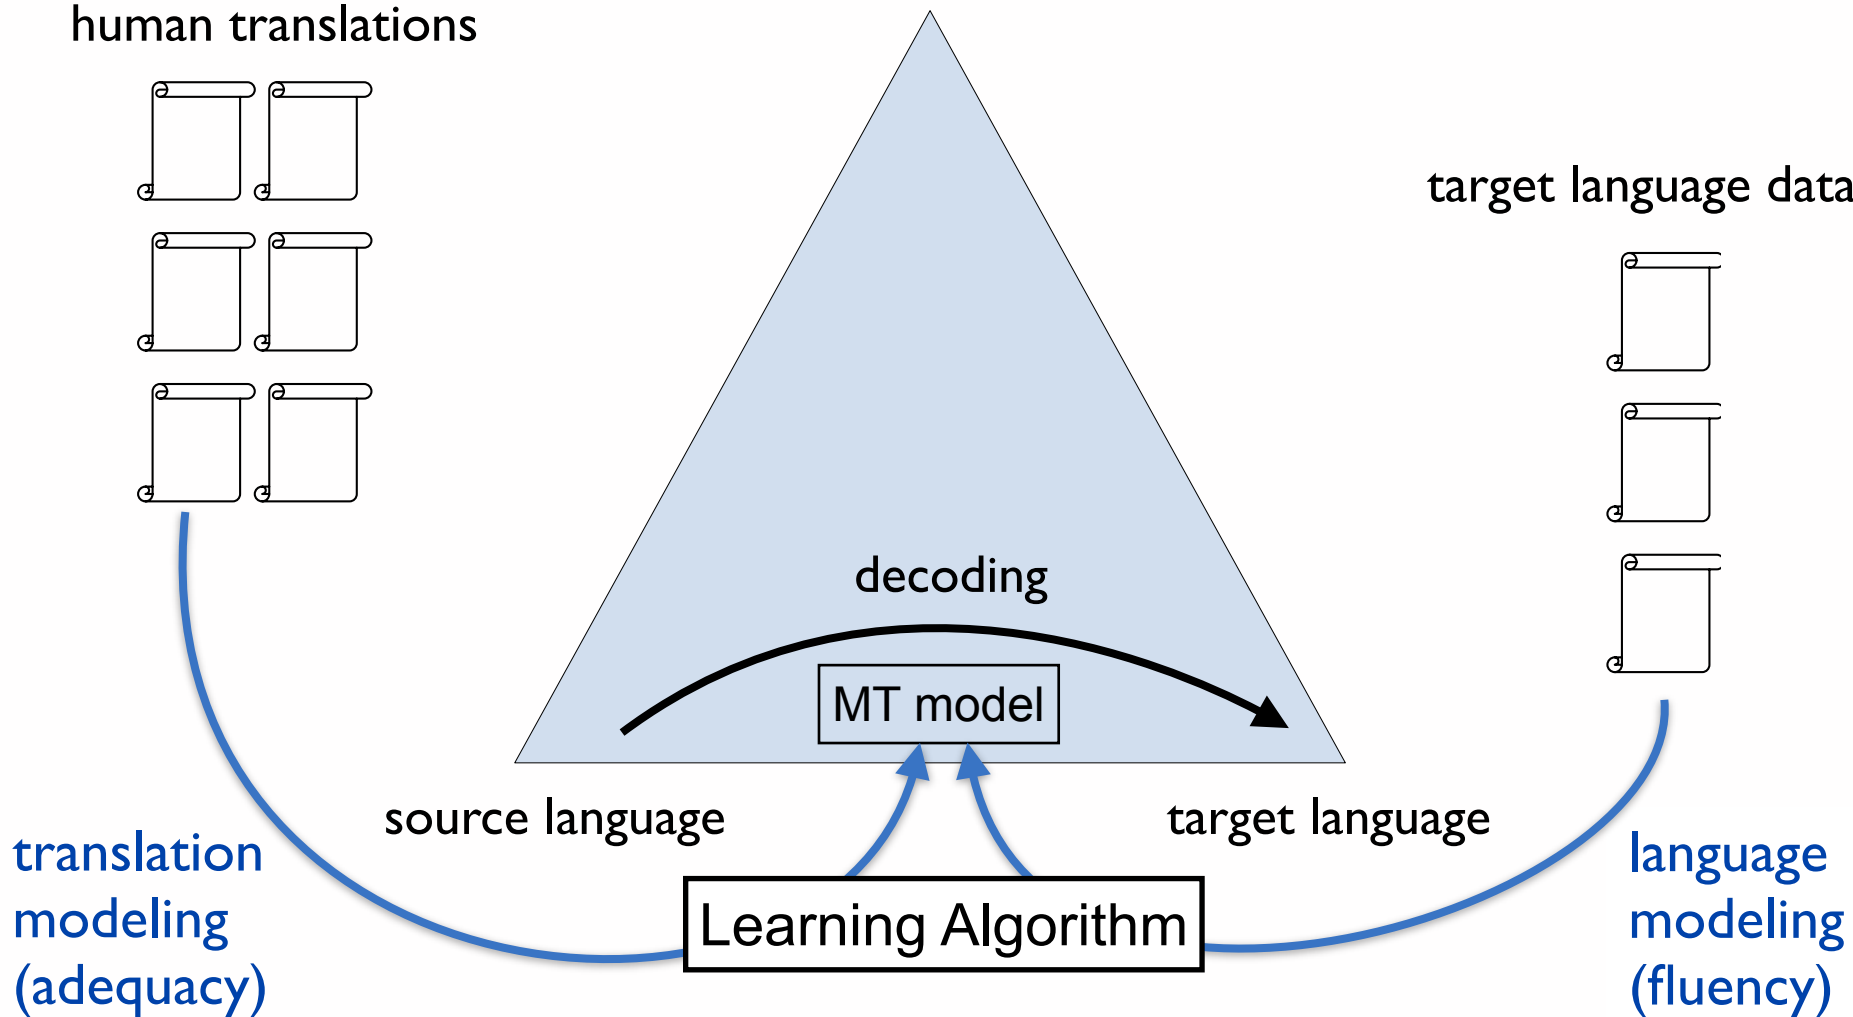 human translations
target language data
decoding
MT model
source language
target language
translation
modeling
(adequacy)
Learning Algorithm
language
modeling
(fluency)